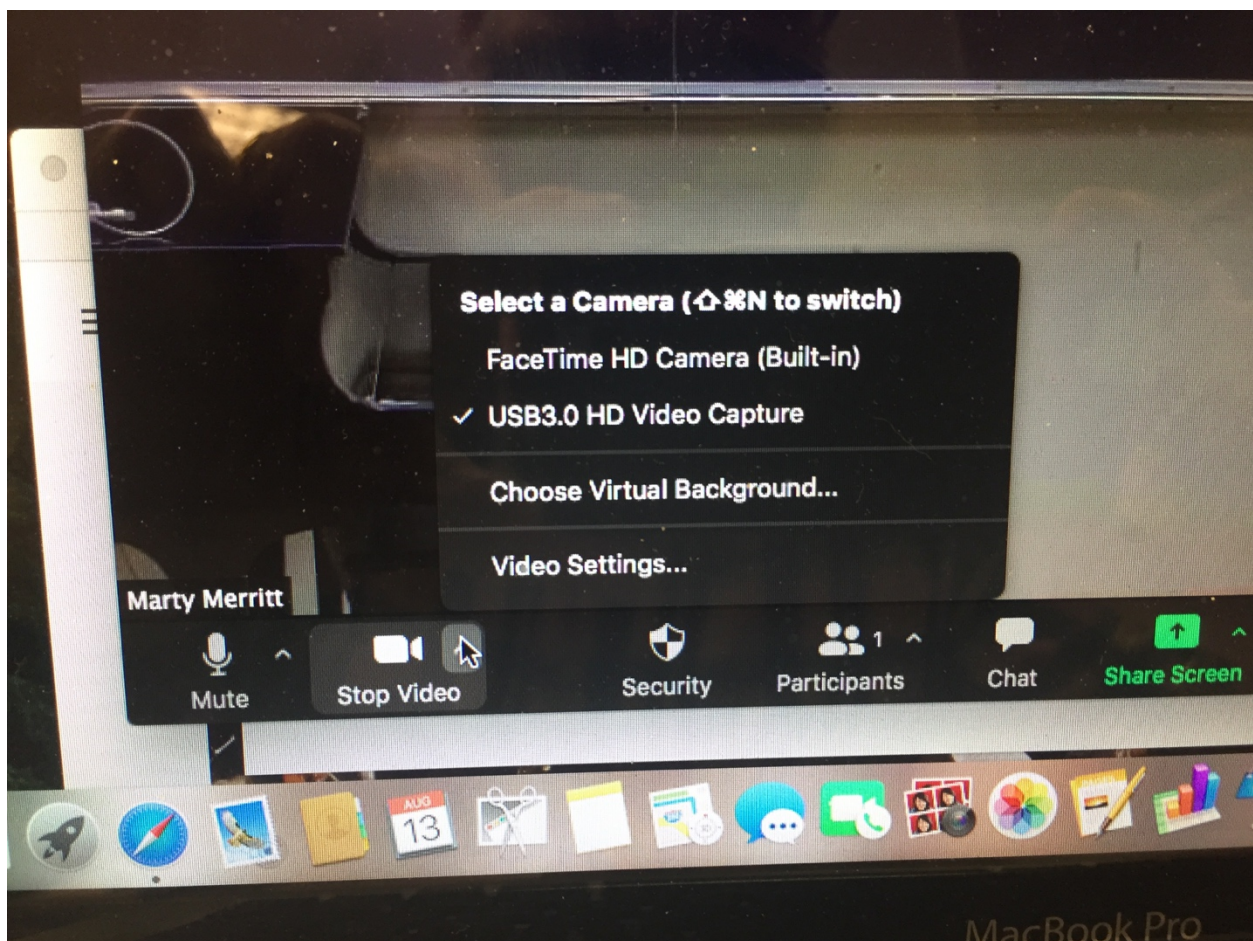 Select a Camera (⇧⌘N to switch)
FaceTime HD Camera (Built-in)
✓ USB3.0 HD Video Capture
Choose Virtual Background...
Video Settings...
Marty Merritt
Mute
Stop Video
Security
Participants
1
Chat
Share Screen
AUG
13
MacBook Pro